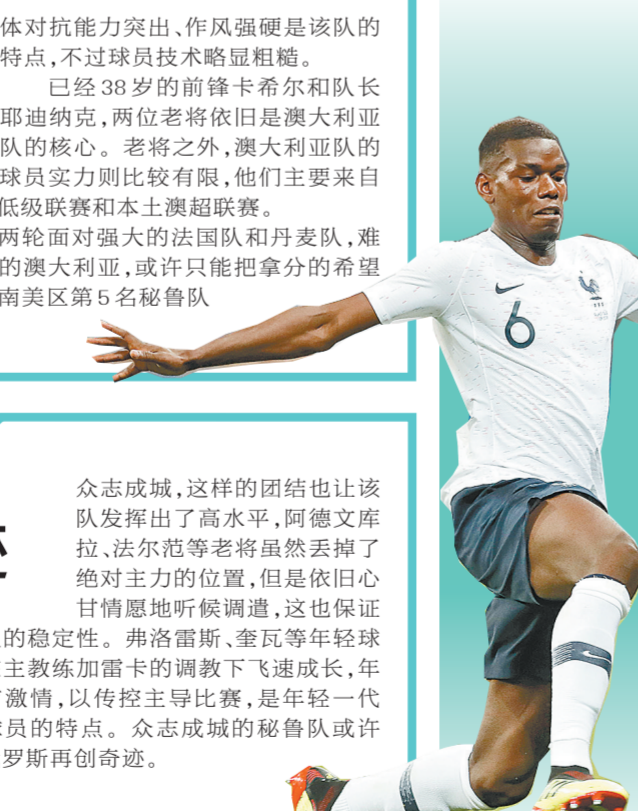 体对抗能力突出、作风强硬是该队的
特点,不过球员技术略显粗糙。
已经38岁的前锋卡希尔和队长
耶迪纳克,两位老将依旧是澳大利亚
队的核心。老将之外,澳大利亚队的
球员实力则比较有限,他们主要来自
低级联赛和本土澳超联赛。
两轮面对强大的法国队和丹麦队,难
的澳大利亚,或许只能把拿分的希望
南美区第5名秘鲁队
6
众志成城,这样的团结也让该
队发挥出了高水平,阿德文库
拉、法尔范等老将虽然丢掉了
绝对主力的位置,但是依旧心
甘情愿地听候调遣,这也保证
的稳定性。弗洛雷斯、奎瓦等年轻球
主教练加雷卡的调教下飞速成长,年
激情,以传控主导比赛,是年轻一代
球员的特点。众志成城的秘鲁队或许
罗斯再创奇迹。